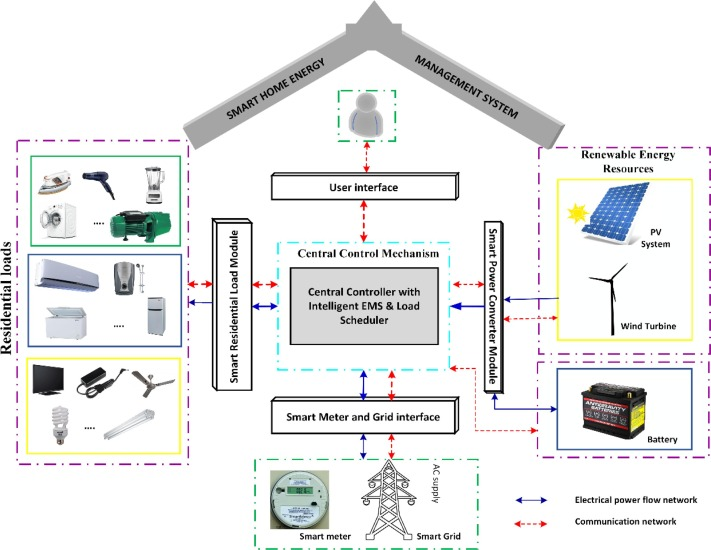 SMART HOME ENERGY
MANAGEMENT SYSTEM
Renewable Energy
Resources
User interface
PV
System
Residential loads
Smart Residential Load Module
Central Control Mechanism
Central Controller with
Intelligent EMS & Load
Scheduler
Smart Power Converter Module
Wind Turbine
....
....
....
Smart Meter and Grid interface
ANTIGRAVITY
BATTERIES
Battery
AC supply
Smart meter
Smart Grid
Electrical power flow network
Communication network